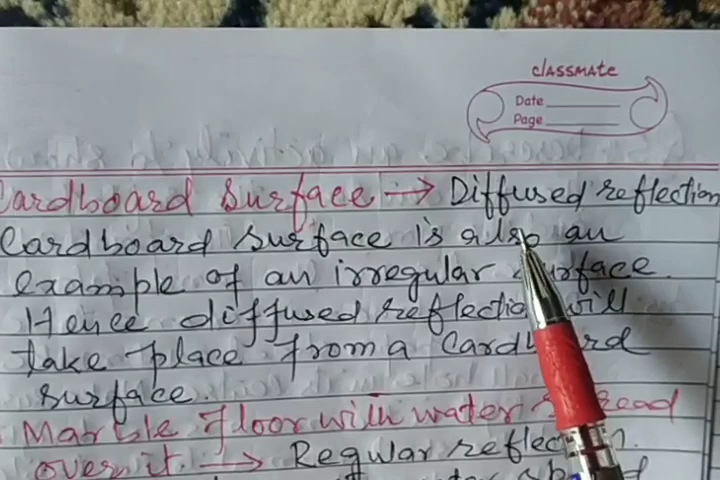 classmate
Date
Page
Cardboard surface → Diffused reflection
Cardboard surface is also an
example of an irregular surface.
Hence diffused reflection will
take place from a Cardboard
surface.
Marble floor with water spread
over it. → Regular reflection.